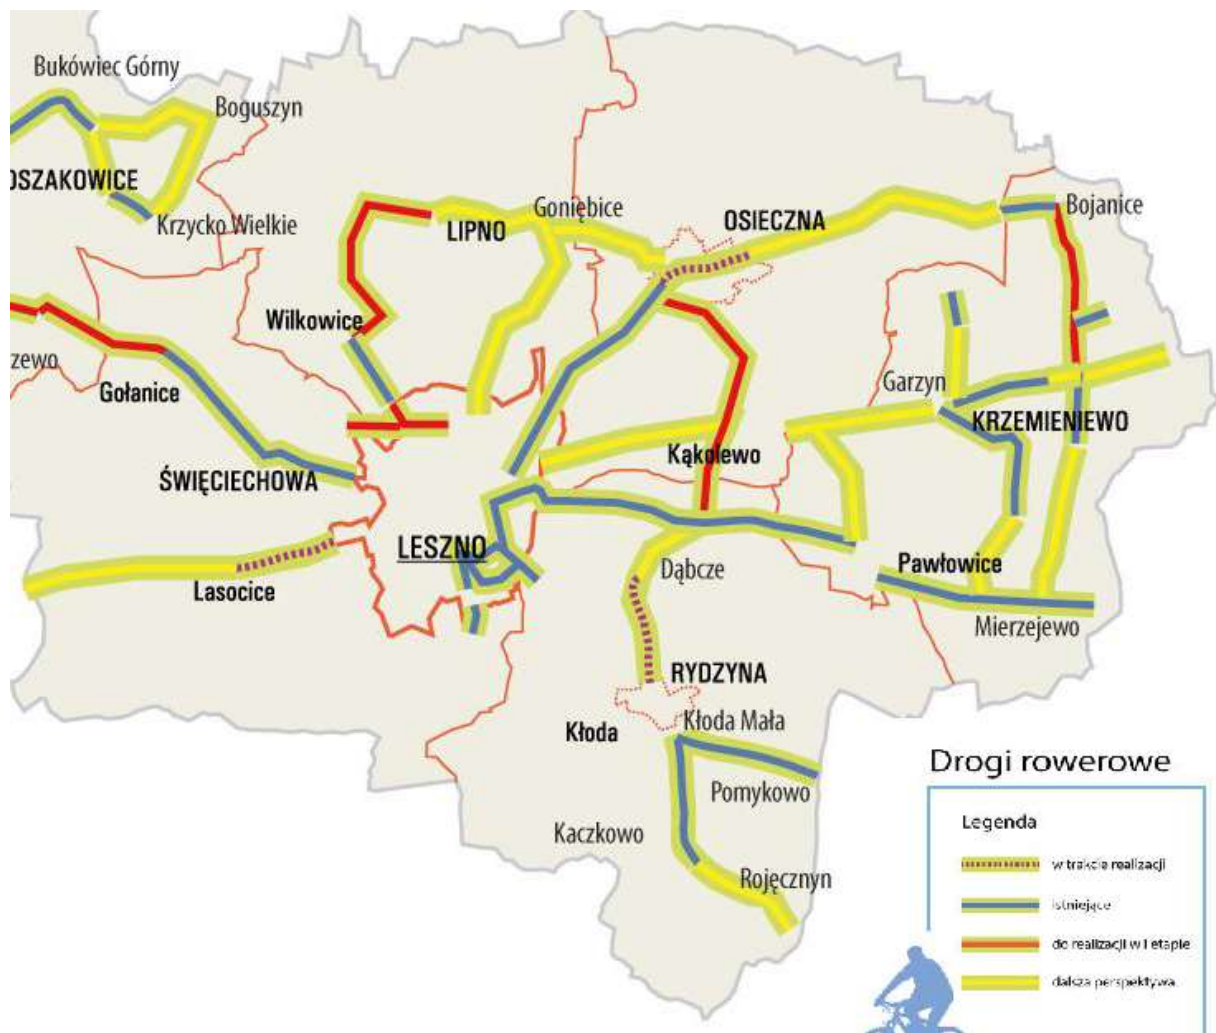 Bukówiec Górny
Boguszyn
OSZAKOWICE
Krzycko Wielkie
Goniębice
LIPNO
OSIECZNA
Bojanice
Wilkowice
zewo
Gołanice
Garzyn
KRZEMIENIEWO
Kąkolewo
ŚWIĘCIECHOWA
LESZNO
Pawłowice
Dąbcze
Lasocice
Mierzejewo
RYDZYNA
Kłoda Mała
Kłoda
Pomykowo
Kaczkowo
Rojęcznyn
Drogi rowerowe
Legenda
w trakcie realizacji
istniejące
do realizacji w I etapie
dalsza perspektywa